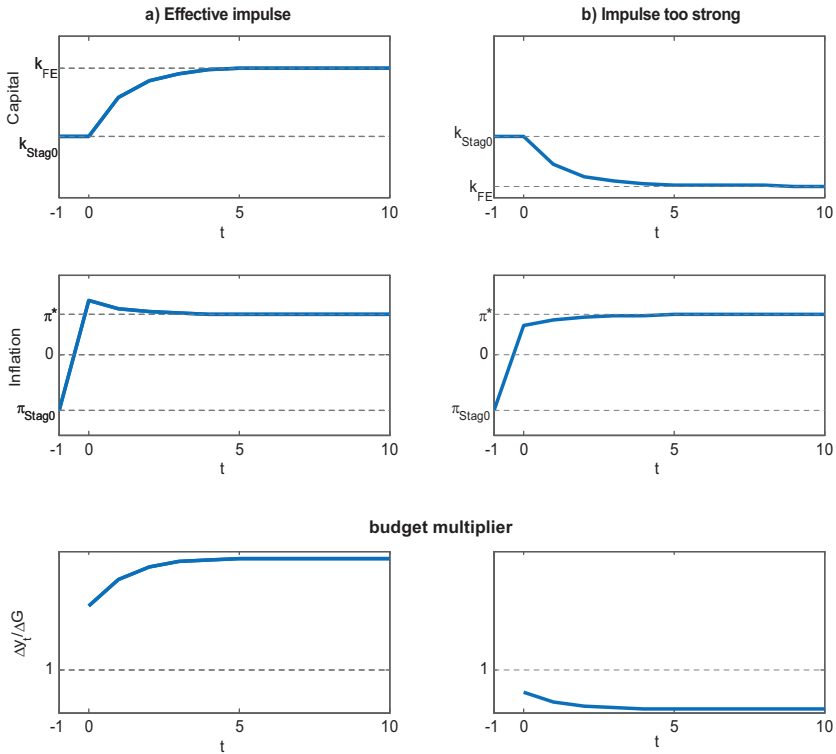 a) Effective impulse
b) Impulse too strong
Capital
k_FE
k_Stag0
-1 0 5 10
t
k_Stag0
k_FE
-1 0 5 10
t
Inflation
π*
0
π_Stag0
-1 0 5 10
t
π*
0
π_Stag0
-1 0 5 10
t
budget multiplier
Δy_t/ΔG
1
-1 0 5 10
t
1
-1 0 5 10
t